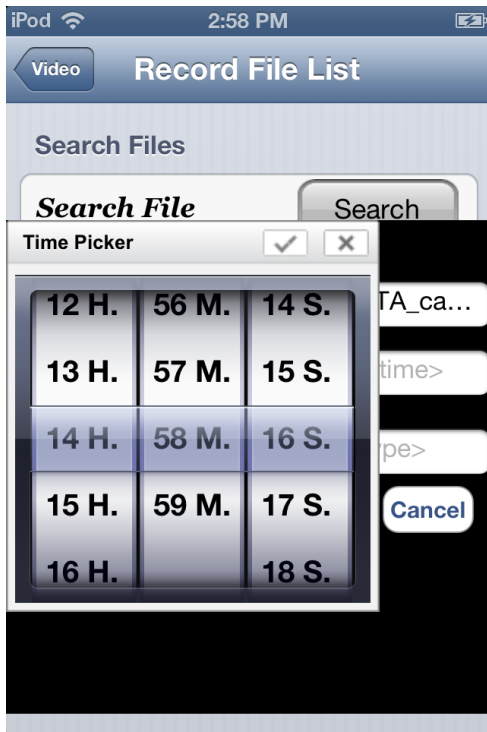 iPod 2:58 PM
Video Record File List
Search Files
Search File Search
Time Picker
12 H. 56 M. 14 S. TA_ca...
13 H. 57 M. 15 S. time>
14 H. 58 M. 16 S. pe>
15 H. 59 M. 17 S. Cancel
16 H. 18 S.